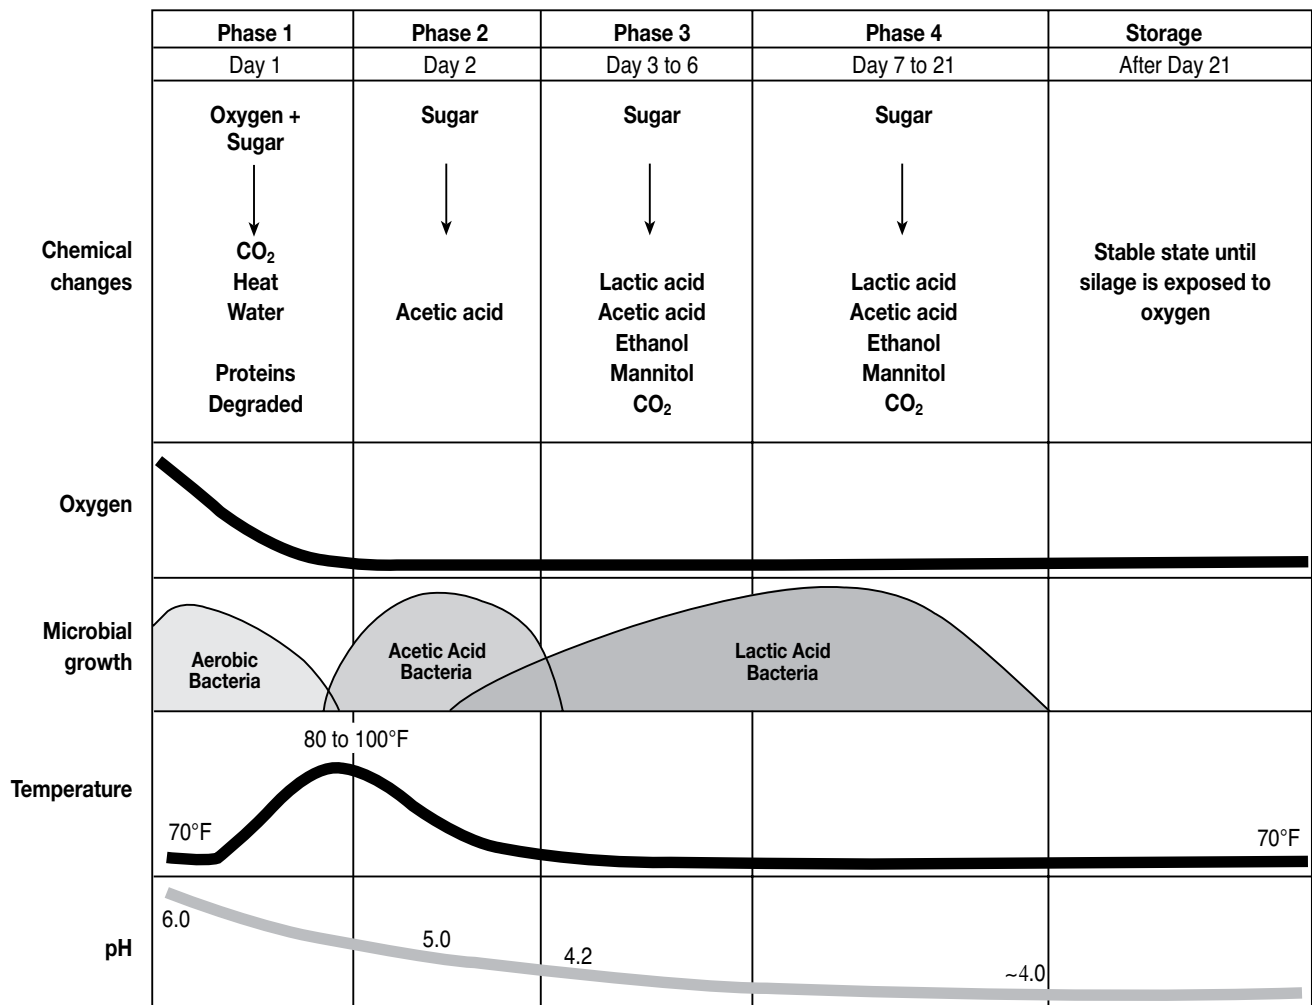 Phase 1 Phase 2 Phase 3 Phase 4 Storage
Day 1 Day 2 Day 3 to 6 Day 7 to 21 After Day 21
Chemical
changes
Oxygen +
Sugar
CO₂
Heat
Water
Proteins
Degraded
Sugar
Acetic acid
Sugar
Lactic acid
Acetic acid
Ethanol
Mannitol
CO₂
Sugar
Lactic acid
Acetic acid
Ethanol
Mannitol
CO₂
Stable state until
silage is exposed to
oxygen
Oxygen
Microbial
growth
Aerobic
Bacteria
Acetic Acid
Bacteria
Lactic Acid
Bacteria
Temperature
70°F
80 to 100°F
70°F
pH
6.0
5.0
4.2
~4.0